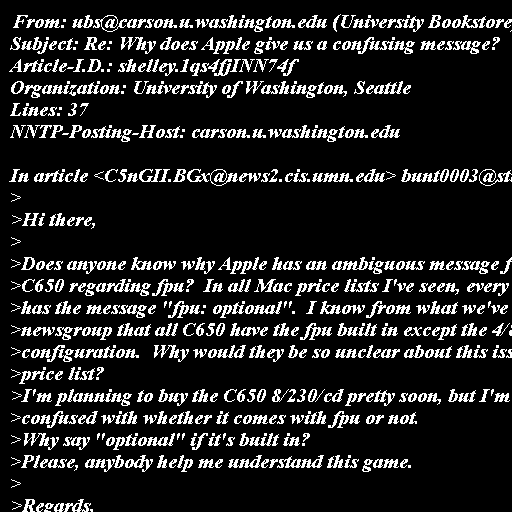 From: ubs@carson.u.washington.edu (University Bookstore
Subject: Re: Why does Apple give us a confusing message?
Article-I.D.: shelley.1qs4fjINN74f
Organization: University of Washington, Seattle
Lines: 37
NNTP-Posting-Host: carson.u.washington.edu

In article <C5nGII.BGx@news2.cis.umn.edu> bunt0003@st
>
>Hi there,
>
>Does anyone know why Apple has an ambiguous message f
>C650 regarding fpu?  In all Mac price lists I've seen, every
>has the message "fpu: optional".  I know from what we've
>newsgroup that all C650 have the fpu built in except the 4/8
>configuration.  Why would they be so unclear about this iss
>price list?
>I'm planning to buy the C650 8/230/cd pretty soon, but I'm
>confused with whether it comes with fpu or not.
>Why say "optional" if it's built in?
>Please, anybody help me understand this game.
>
>Regards,